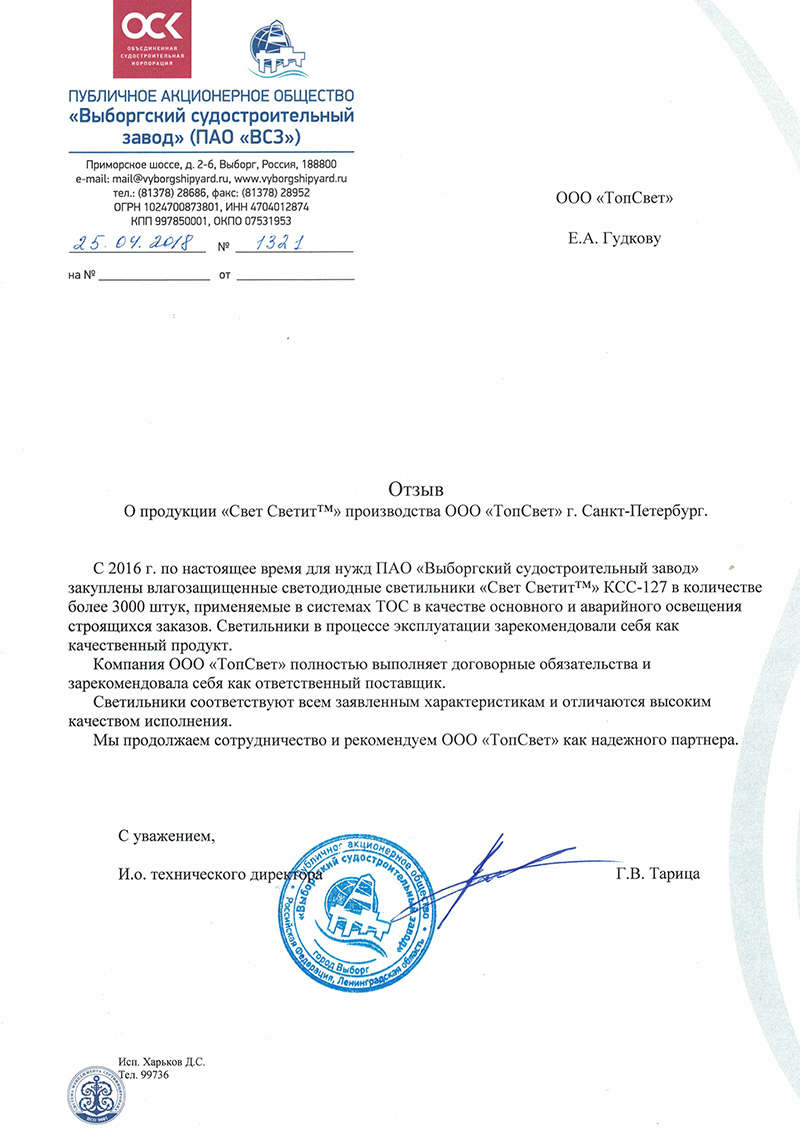 ОСК
ОБЪЕДИНЕННАЯ
СУДОСТРОИТЕЛЬНАЯ
КОРПОРАЦИЯ
ПУБЛИЧНОЕ АКЦИОНЕРНОЕ ОБЩЕСТВО
«Выборгский судостроительный
завод» (ПАО «ВСЗ»)
Приморское шоссе, д. 2-б, Выборг, Россия, 188800
e-mail: mail@vyborgshipyard.ru, www.vyborgshipyard.ru
тел.: (81378) 28686, факс: (81378) 28952
ОГРН 1024700873801, ИНН 4704012874
КПП 997850001, ОКПО 07531953
25.04.2018 № 1321
на № ____________ от ____________
ООО «ТопСвет»
Е.А. Гудкову
Отзыв
О продукции «Свет Светит™» производства ООО «ТопСвет» г. Санкт-Петербург.
С 2016 г. по настоящее время для нужд ПАО «Выборгский судостроительный завод»
закуплены влагозащищенные светодиодные светильники «Свет Светит™» КСС-127 в количестве
более 3000 штук, применяемые в системах ТОС в качестве основного и аварийного освещения
строящихся заказов. Светильники в процессе эксплуатации зарекомендовали себя как
качественный продукт.
Компания ООО «ТопСвет» полностью выполняет договорные обязательства и
зарекомендовала себя как ответственный поставщик.
Светильники соответствуют всем заявленным характеристикам и отличаются высоким
качеством исполнения.
Мы продолжаем сотрудничество и рекомендуем ООО «ТопСвет» как надежного партнера.
С уважением,
И.о. технического директора Г.В. Тарица
Публичное акционерное общество
«Выборгский судостроительный завод»
город Выборг
Российская Федерация, Ленинградская область
Исп. Харьков Д.С.
Тел. 99736